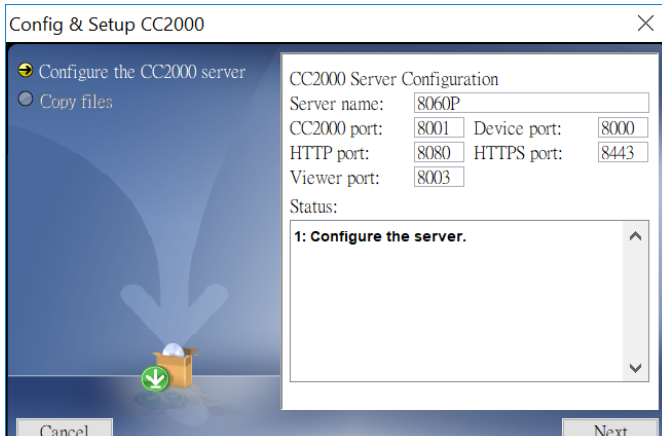 Config & Setup CC2000
Configure the CC2000 server
Copy files
CC2000 Server Configuration
Server name: 8060P
CC2000 port: 8001 Device port: 8000
HTTP port: 8080 HTTPS port: 8443
Viewer port: 8003
Status:
1: Configure the server.
Cancel Next